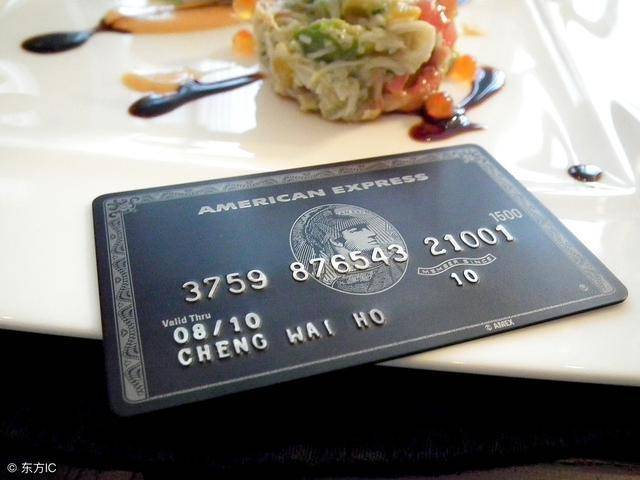 AMERICAN EXPRESS
1500
3759 876543 21001
MEMBER SINCE
10
Valid Thru
08/10
CHENG WAI HO
© AMEX
© 东方IC